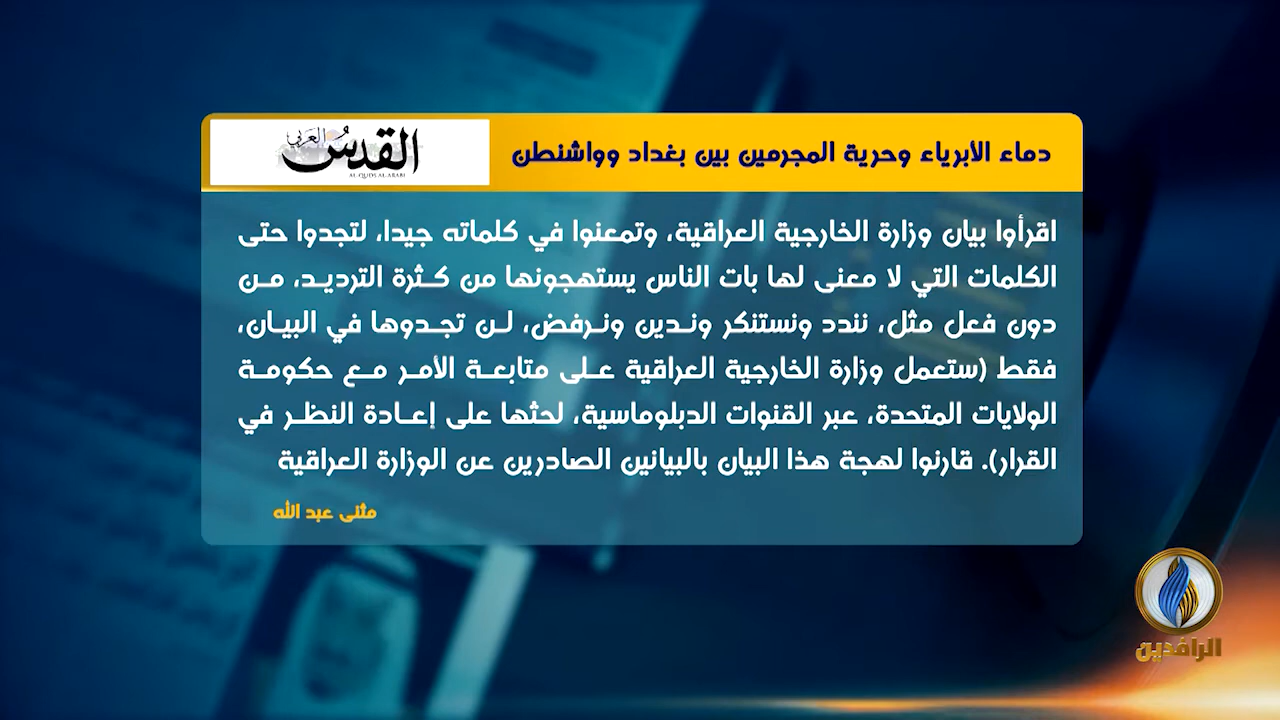 دماء الأبرياء وحرية المجرمين بين بغداد وواشنطن
القدس العربي
AL-QUDS AL-ARABI
اقرأوا بيان وزارة الخارجية العراقية، وتمعنوا في كلماته جيدا، لتجدوا حتى
الكلمات التي لا معنى لها بات الناس يستهجونها من كثرة الترديد، من
دون فعل مثل، نندد ونستنكر وندين ونرفض، لن تجدوها في البيان،
فقط (ستعمل وزارة الخارجية العراقية على متابعة الأمر مع حكومة
الولايات المتحدة، عبر القنوات الدبلوماسية، لحثها على إعادة النظر في
القرار). قارنوا لهجة هذا البيان بالبيانين الصادرين عن الوزارة العراقية
مثنى عبد الله
الرافدين